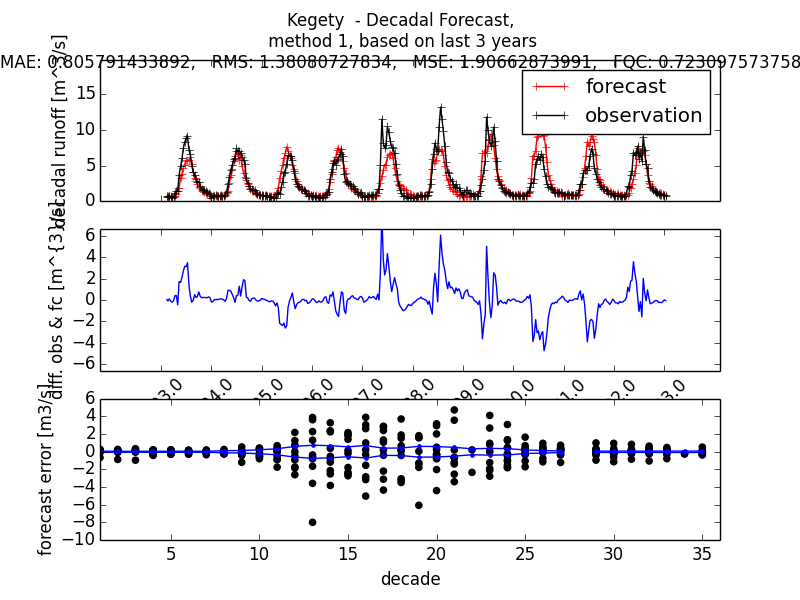 Kegety - Decadal Forecast,
method 1, based on last 3 years
MAE: 0.805791433892, RMS: 1.38080727834, MSE: 1.90662873991, FQC: 0.723097573758
decadal runoff [m^3/s]
15
10
5
0
forecast
observation
diff. obs & fc [m^{3}/s]
6
4
2
0
−2
−4
−6
forecast error [m3/s]
6
4
2
0
−2
−4
−6
−8
−10
5 10 15 20 25 30 35
decade